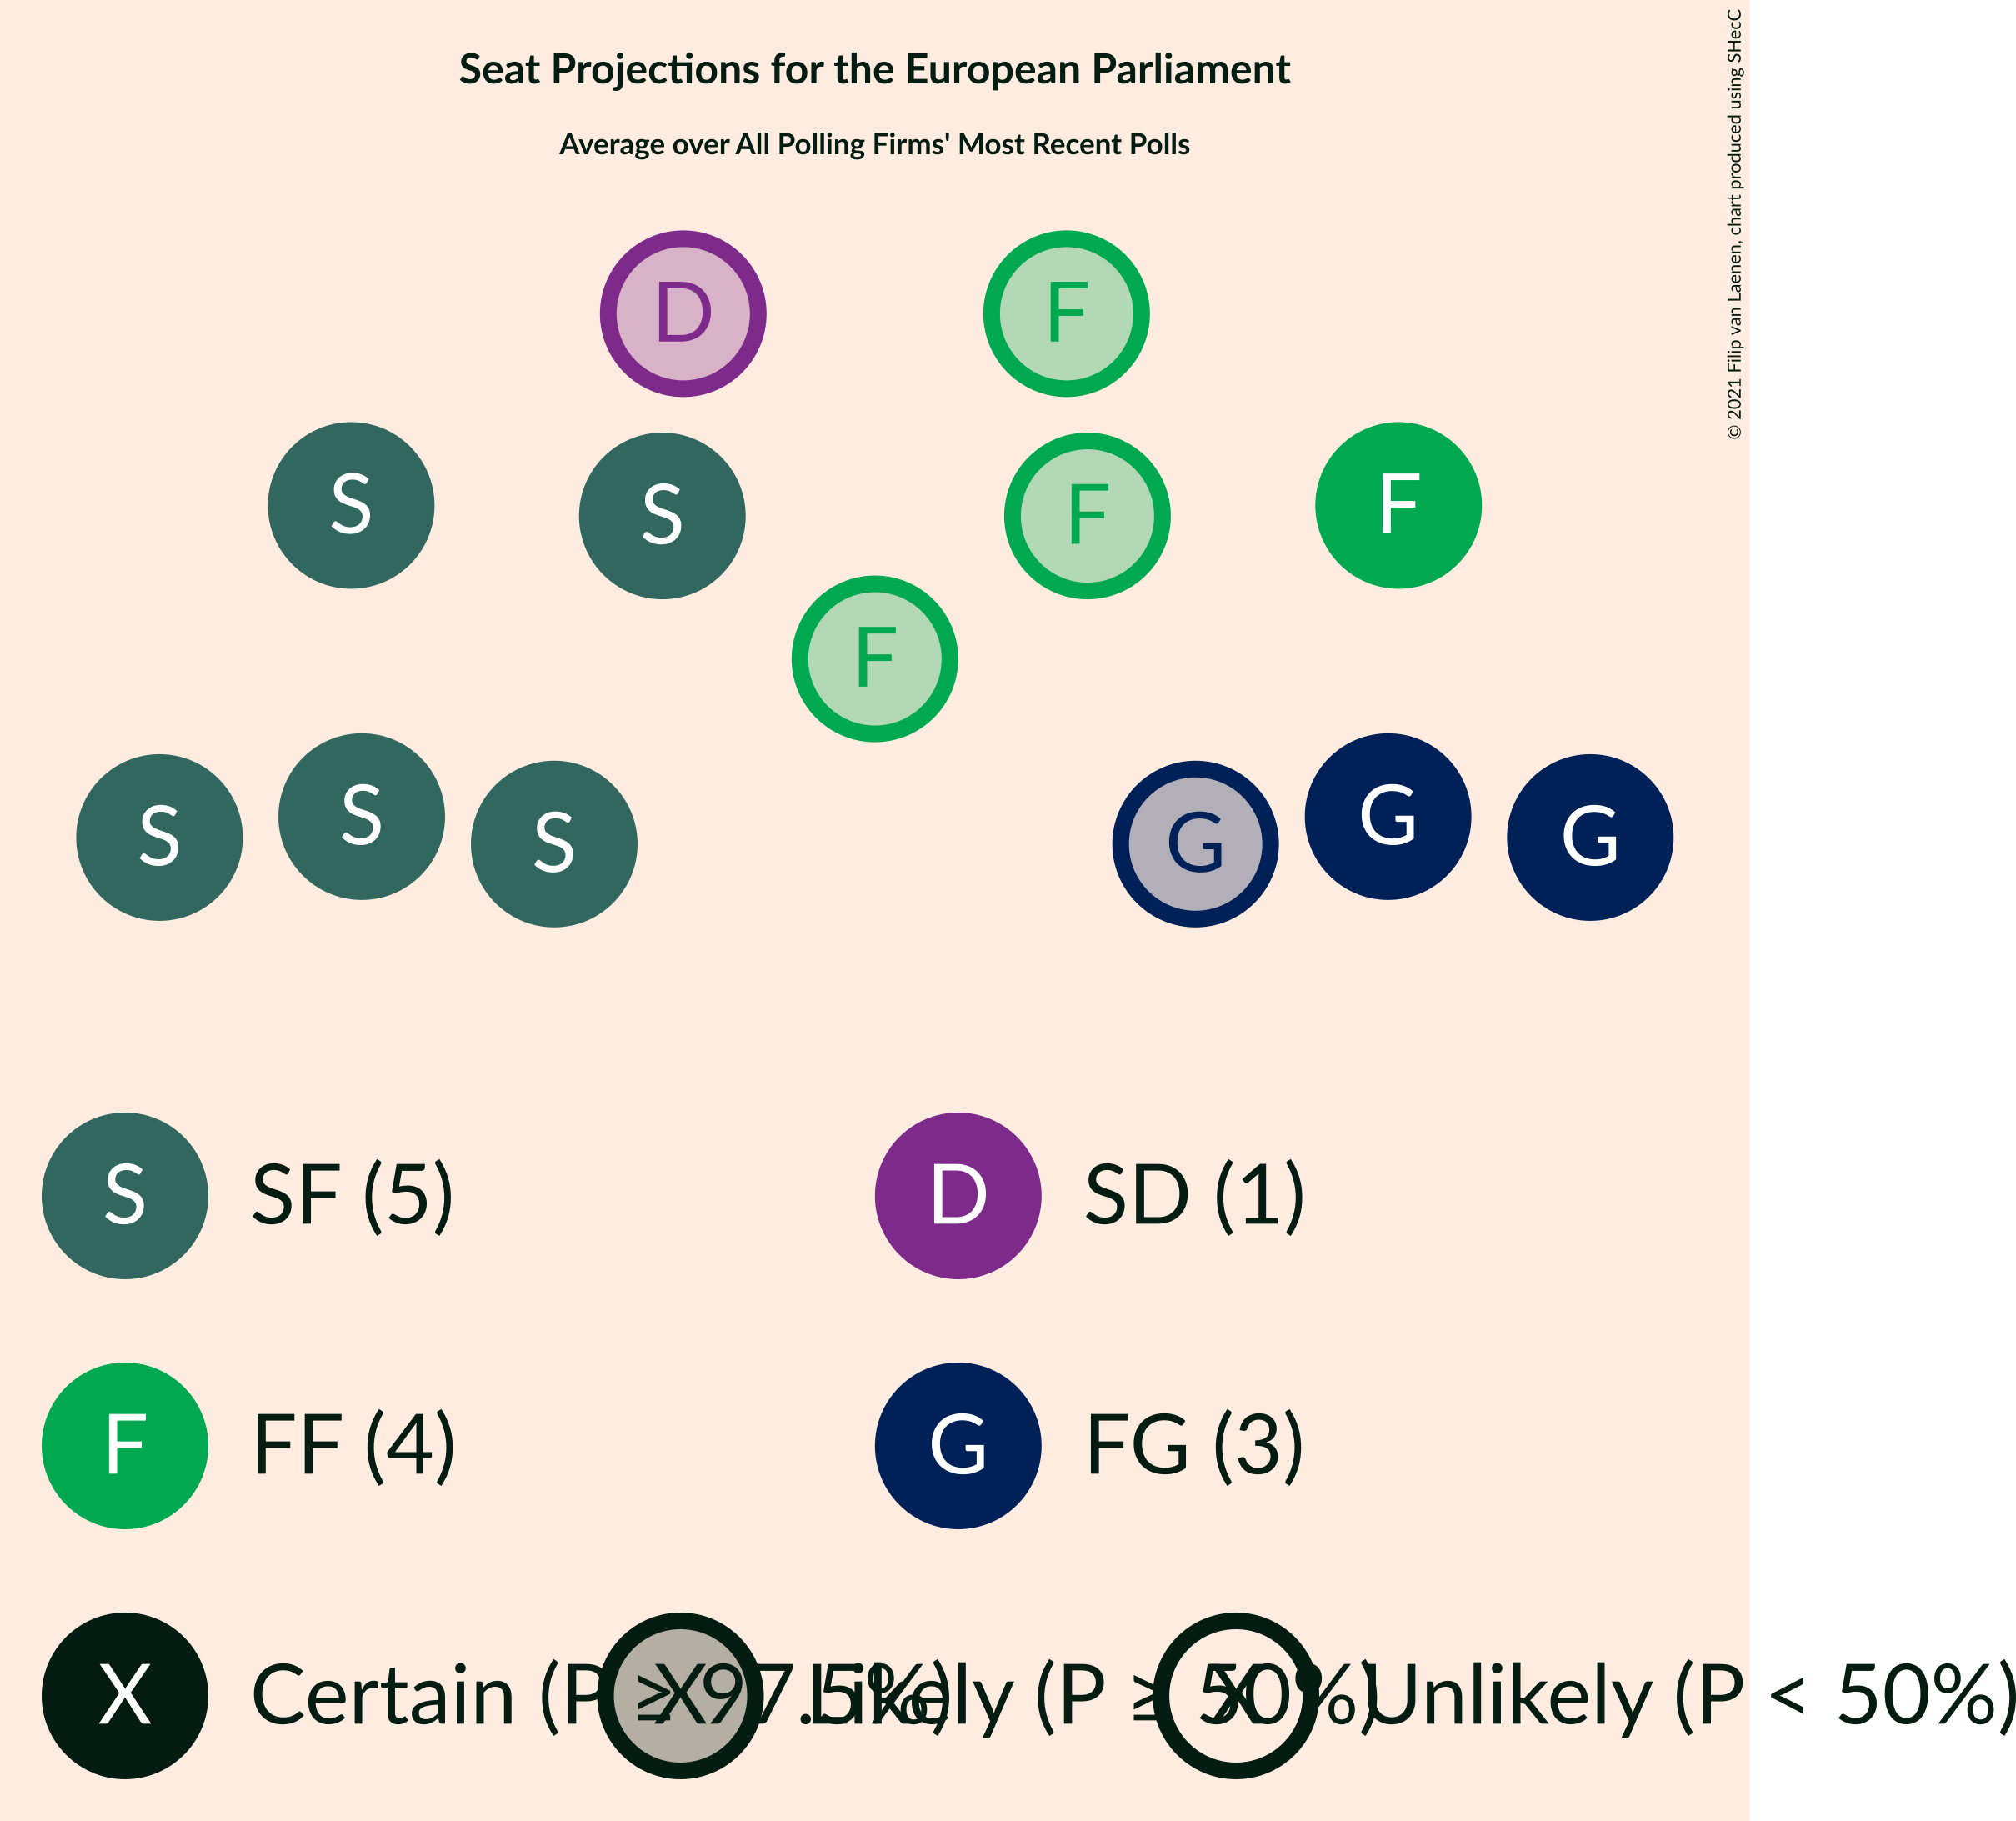 Seat Projections for the European Parliament
Average over All Polling Firms' Most Recent Polls
© 2021 Filip van Laenen, chart produced using SHecC
D F
S S F F
F
S S S G G G
S SF (5) D SD (1)
F FF (4) G FG (3)
X Certain (P ≥ 97.5%) X Likely (P ≥ 50%) X Unlikely (P < 50%)